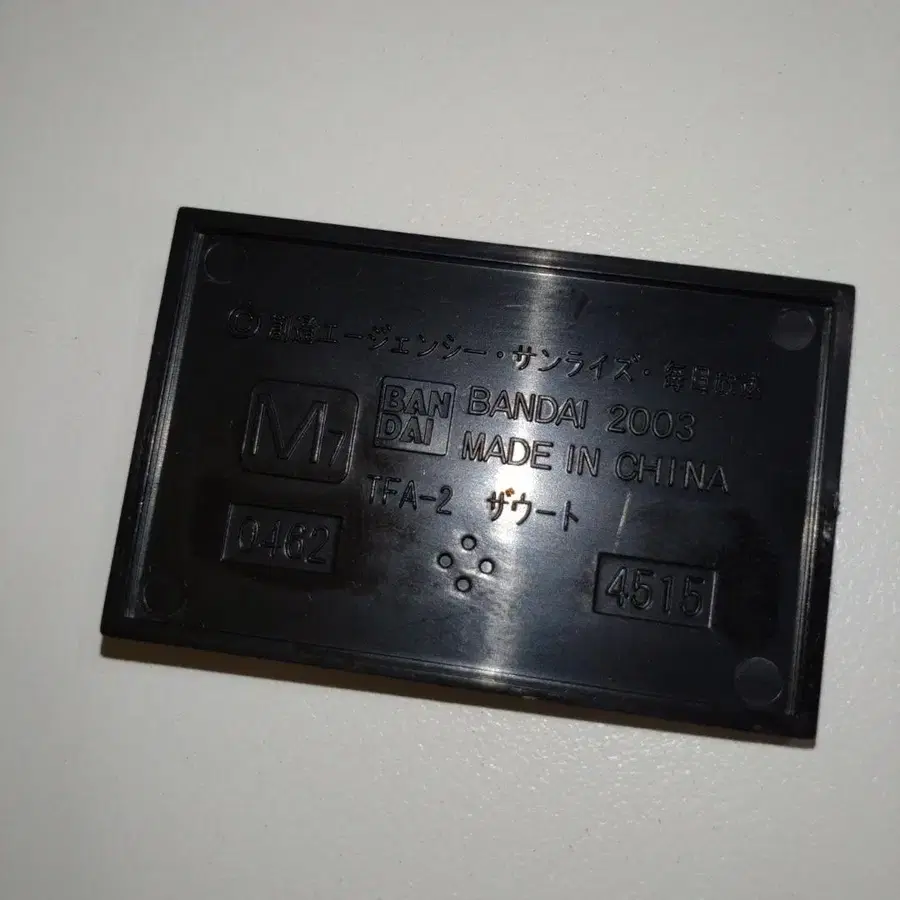 © 創通エージェンシー・サンライズ・毎日放送
M7
BAN
DAI
BANDAI 2003
MADE IN CHINA
TFA-2 ザウート
0462
4515